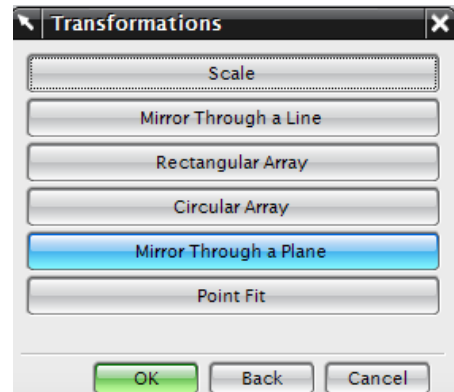 Transformations
Scale
Mirror Through a Line
Rectangular Array
Circular Array
Mirror Through a Plane
Point Fit
OK Back Cancel